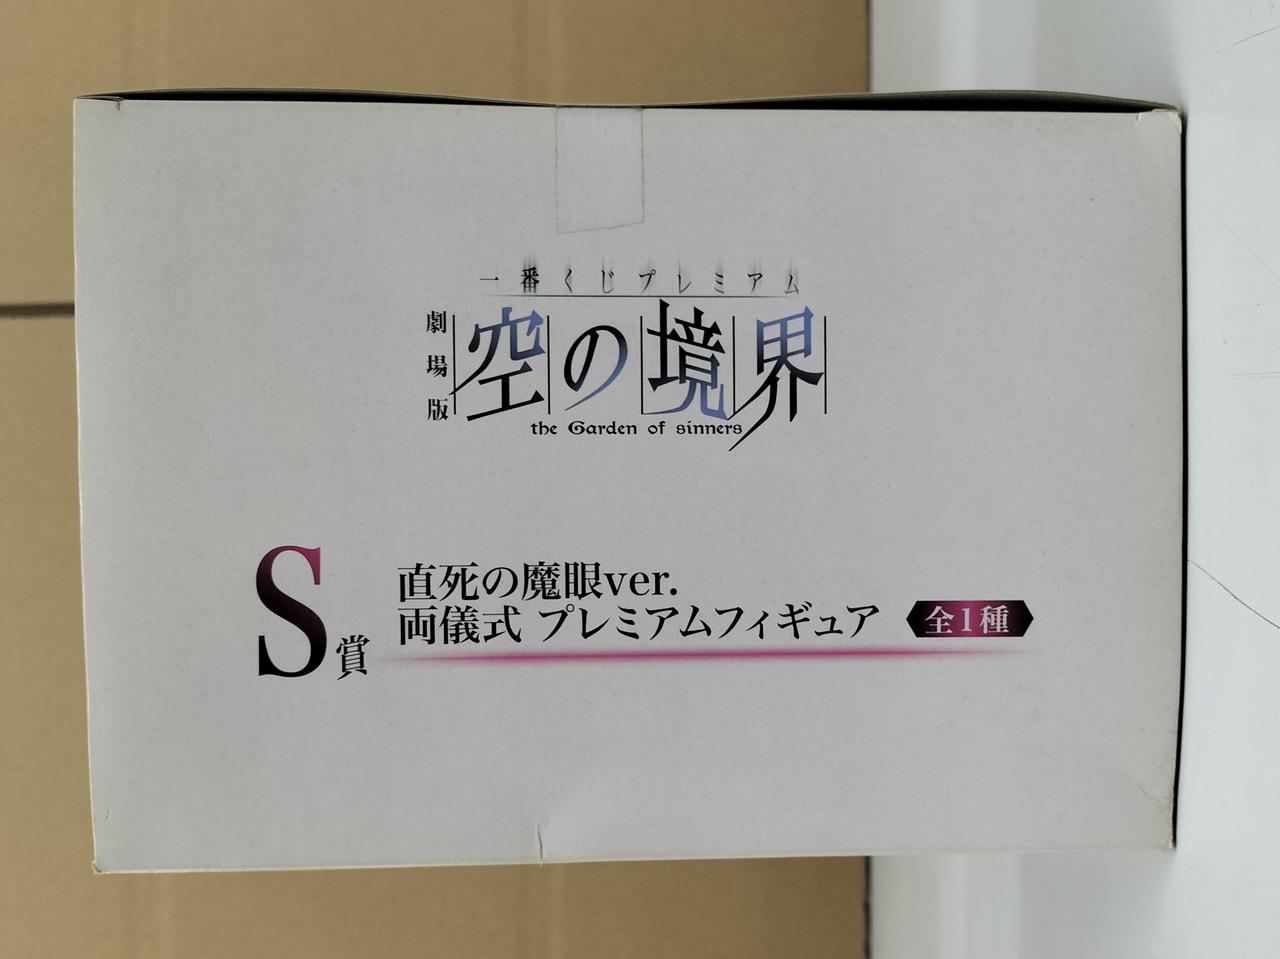 一番くじプレミアム
劇場版
空の境界
the Garden of sinners
S賞
直死の魔眼ver.
両儀式 プレミアムフィギュア
全1種